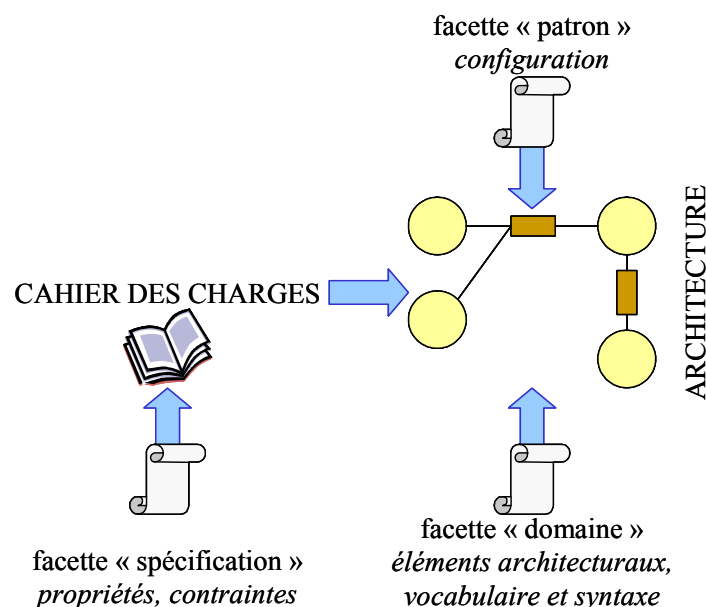 facette « patron »
configuration
ARCHITECTURE
CAHIER DES CHARGES
facette « spécification »
propriétés, contraintes
facette « domaine »
éléments architecturaux,
vocabulaire et syntaxe